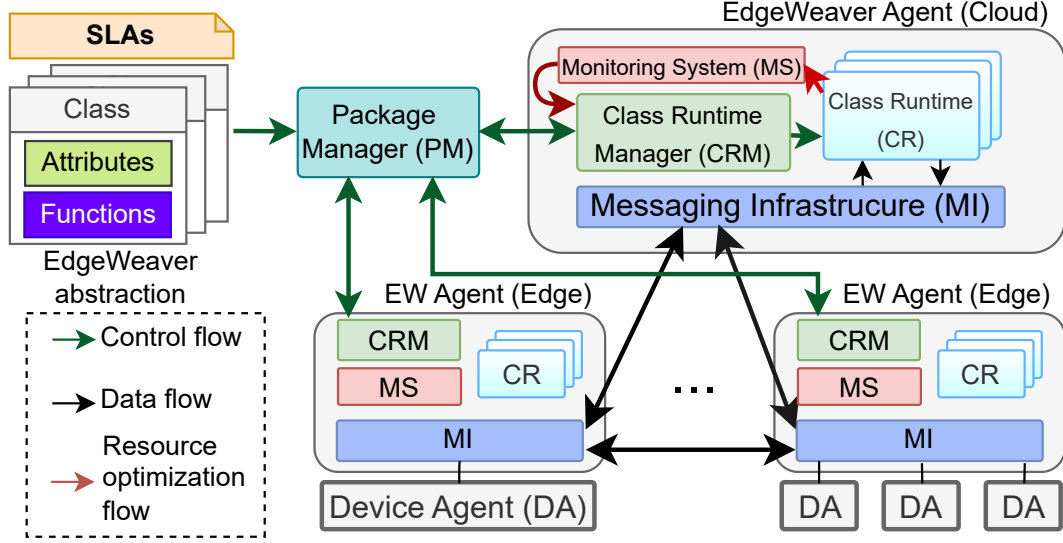 SLAs
Class
Attributes
Functions
EdgeWeaver
abstraction
Package
Manager (PM)
EdgeWeaver Agent (Cloud)
Monitoring System (MS)
Class Runtime
Manager (CRM)
Class Runtime
(CR)
Messaging Infrastrucure (MI)
Control flow
Data flow
Resource
optimization
flow
EW Agent (Edge)
CRM
MS
CR
MI
Device Agent (DA)
...
EW Agent (Edge)
CRM
MS
CR
MI
DA
DA
DA